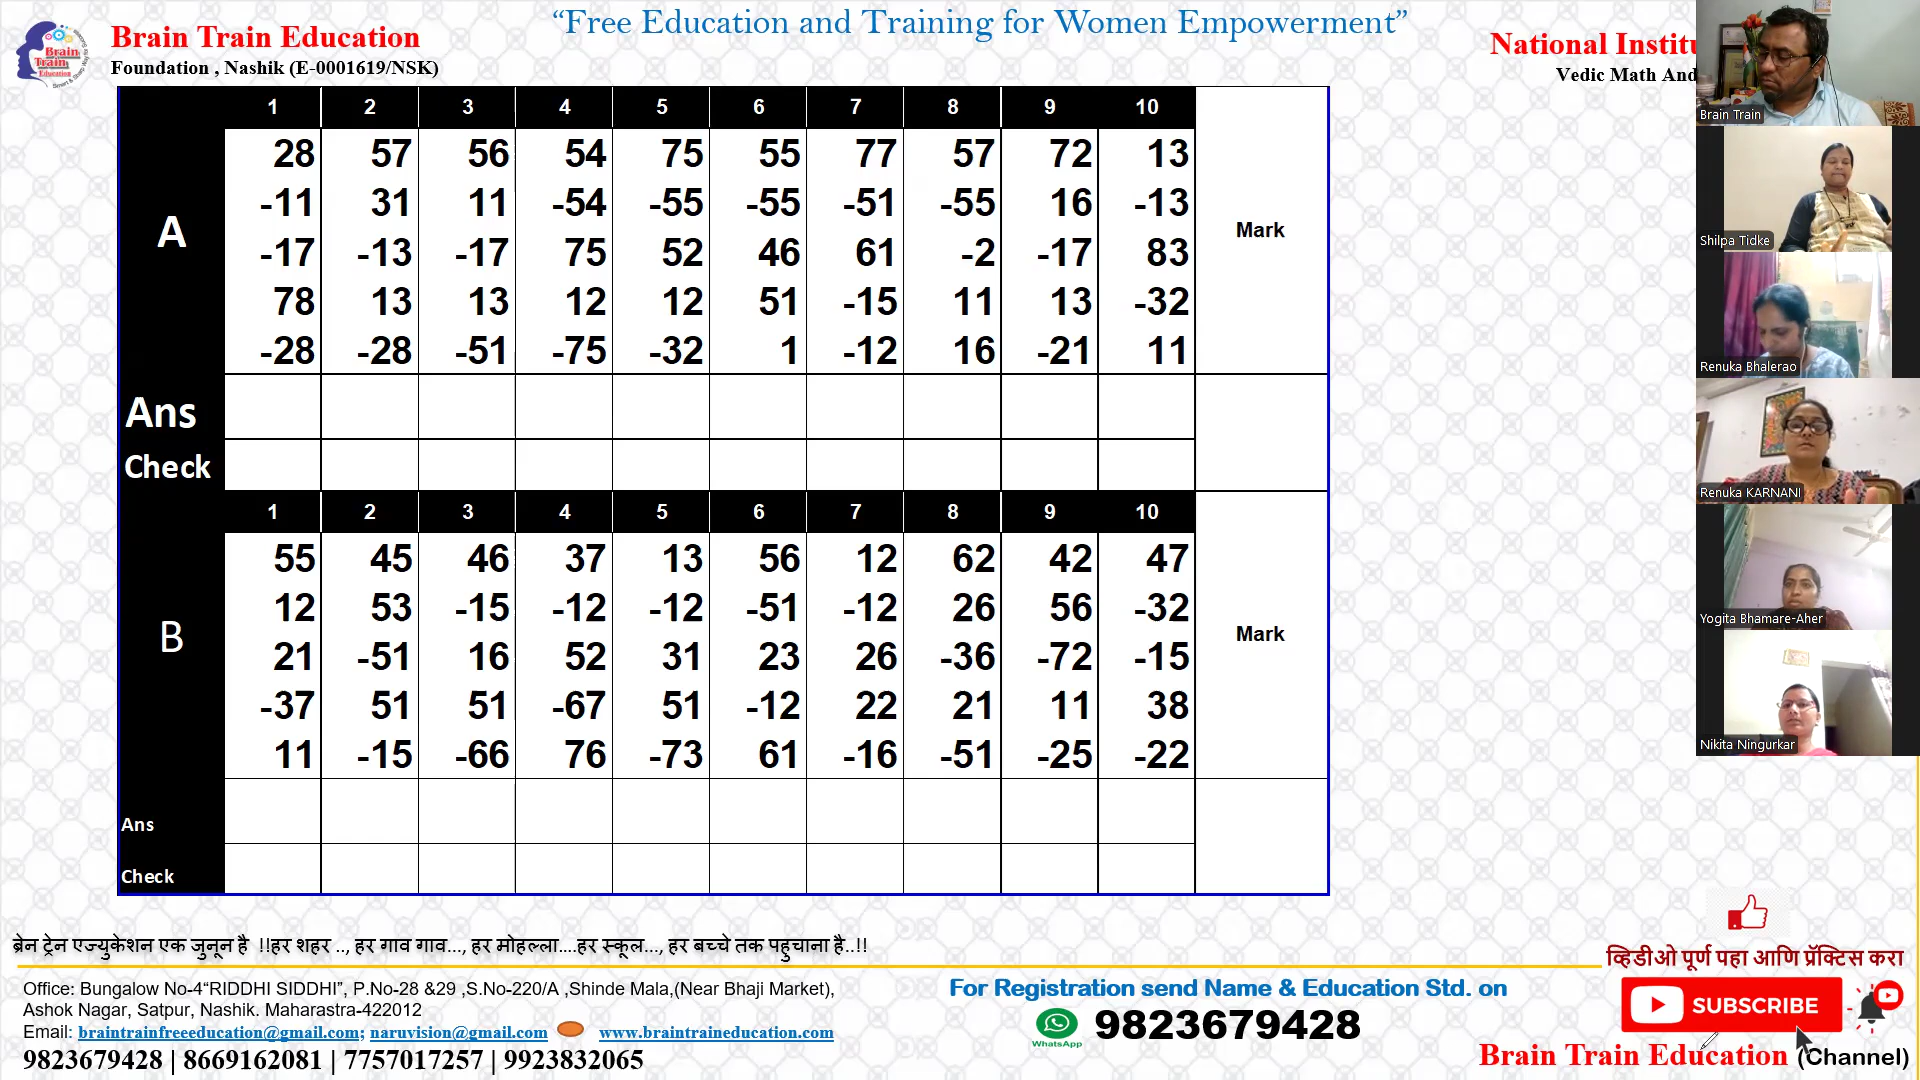 “Free Education and Training for Women Empowerment”
Brain Train Education
Foundation , Nashik (E-0001619/NSK)
Brain
Train
Education
National Institu
Vedic Math And
1 2 3 4 5 6 7 8 9 10
A
28 57 56 54 75 55 77 57 72 13
-11 31 11 -54 -55 -55 -51 -55 16 -13
-17 -13 -17 75 52 46 61 -2 -17 83
78 13 13 12 12 51 -15 11 13 -32
-28 -28 -51 -75 -32 1 -12 16 -21 11
Mark
Ans
Check
1 2 3 4 5 6 7 8 9 10
B
55 45 46 37 13 56 12 62 42 47
12 53 -15 -12 -12 -51 -12 26 56 -32
21 -51 16 52 31 23 26 -36 -72 -15
-37 51 51 -67 51 -12 22 21 11 38
11 -15 -66 76 -73 61 -16 -51 -25 -22
Mark
Ans
Check
Brain Train
Shilpa Tidke
Renuka Bhalerao
Renuka KARNANI
Yogita Bhamare-Aher
Nikita Ningurkar
ब्रेन ट्रेन एज्युकेशन एक जुनून है !!हर शहर .., हर गाव गाव..., हर मोहल्ला....हर स्कूल..., हर बच्चे तक पहुचाना है..!!
Office: Bungalow No-4“RIDDHI SIDDHI”, P.No-28 &29 ,S.No-220/A ,Shinde Mala,(Near Bhaji Market),
Ashok Nagar, Satpur, Nashik. Maharastra-422012
Email: braintrainfreeeducation@gmail.com; naruvision@gmail.com www.braintraineducation.com
9823679428 | 8669162081 | 7757017257 | 9923832065
For Registration send Name & Education Std. on
WhatsApp
9823679428
व्हिडीओ पूर्ण पहा आणि प्रॅक्टिस करा
SUBSCRIBE
Brain Train Education (Channel)